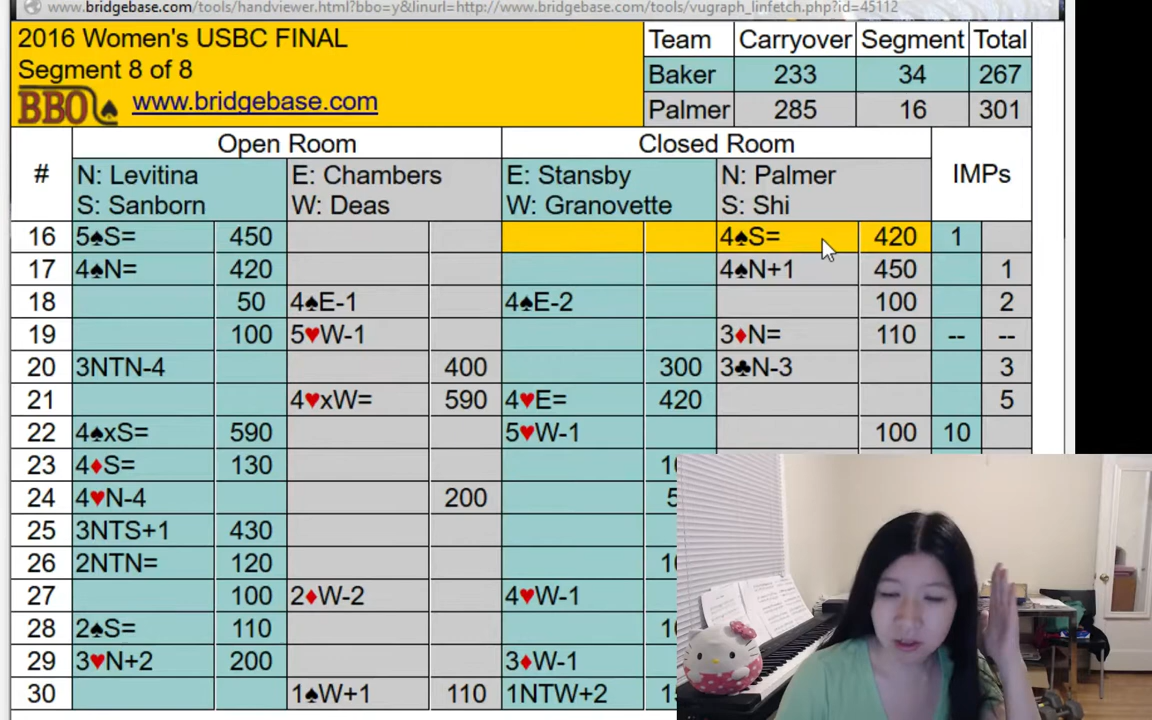 www.bridgebase.com/tools/handviewer.html?bbo=y&linurl=http://www.bridgebase.com/tools/vugraph_linfetch.php?id=45112
2016 Women's USBC FINAL Team Carryover Segment Total
Segment 8 of 8 Baker 233 34 267
BBO www.bridgebase.com Palmer 285 16 301
# Open Room Closed Room IMPs
N: Levitina E: Chambers E: Stansby N: Palmer
S: Sanborn W: Deas W: Granovette S: Shi
16 5♠S= 450 4♠S= 420 1
17 4♠N= 420 4♠N+1 450 1
18 50 4♠E-1 4♠E-2 100 2
19 100 5♥W-1 3♦N= 110 -- --
20 3NTN-4 400 300 3♣N-3 3
21 4♥xW= 590 4♥E= 420 5
22 4♠xS= 590 5♥W-1 100 10
23 4♦S= 130
24 4♥N-4 200
25 3NTS+1 430
26 2NTN= 120
27 100 2♦W-2 4♥W-1
28 2♠S= 110
29 3♥N+2 200 3♦W-1
30 1♠W+1 110 1NTW+2